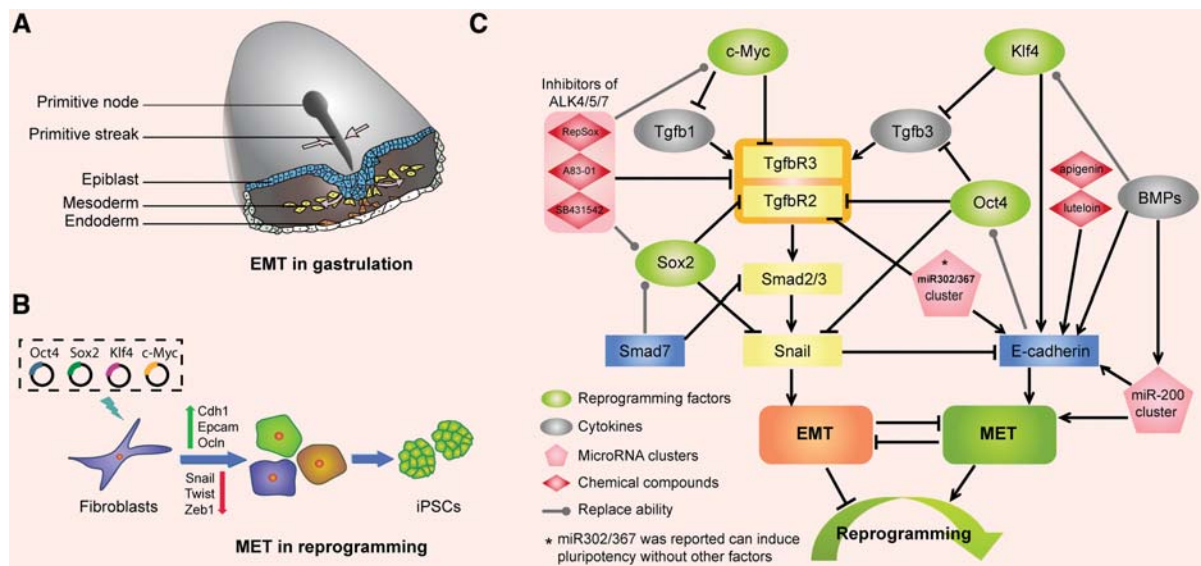 A
Primitive node
Primitive streak
Epiblast
Mesoderm
Endoderm
EMT in gastrulation
B
Oct4 Sox2 Klf4 c-Myc
Cdh1
Epcam
Ocln
Snail
Twist
Zeb1
Fibroblasts
iPSCs
MET in reprogramming
C
c-Myc
Klf4
Inhibitors of
ALK4/5/7
RepSox
A83-01
SB431542
Tgfb1
Tgfb3
TgfbR3
TgfbR2
apigenin
luteloin
BMPs
Oct4
Sox2
Smad2/3
*
miR302/367
cluster
Smad7
Snail
E-cadherin
miR-200
cluster
EMT
MET
Reprogramming
Reprogramming factors
Cytokines
MicroRNA clusters
Chemical compounds
Replace ability
* miR302/367 was reported can induce
pluripotency without other factors